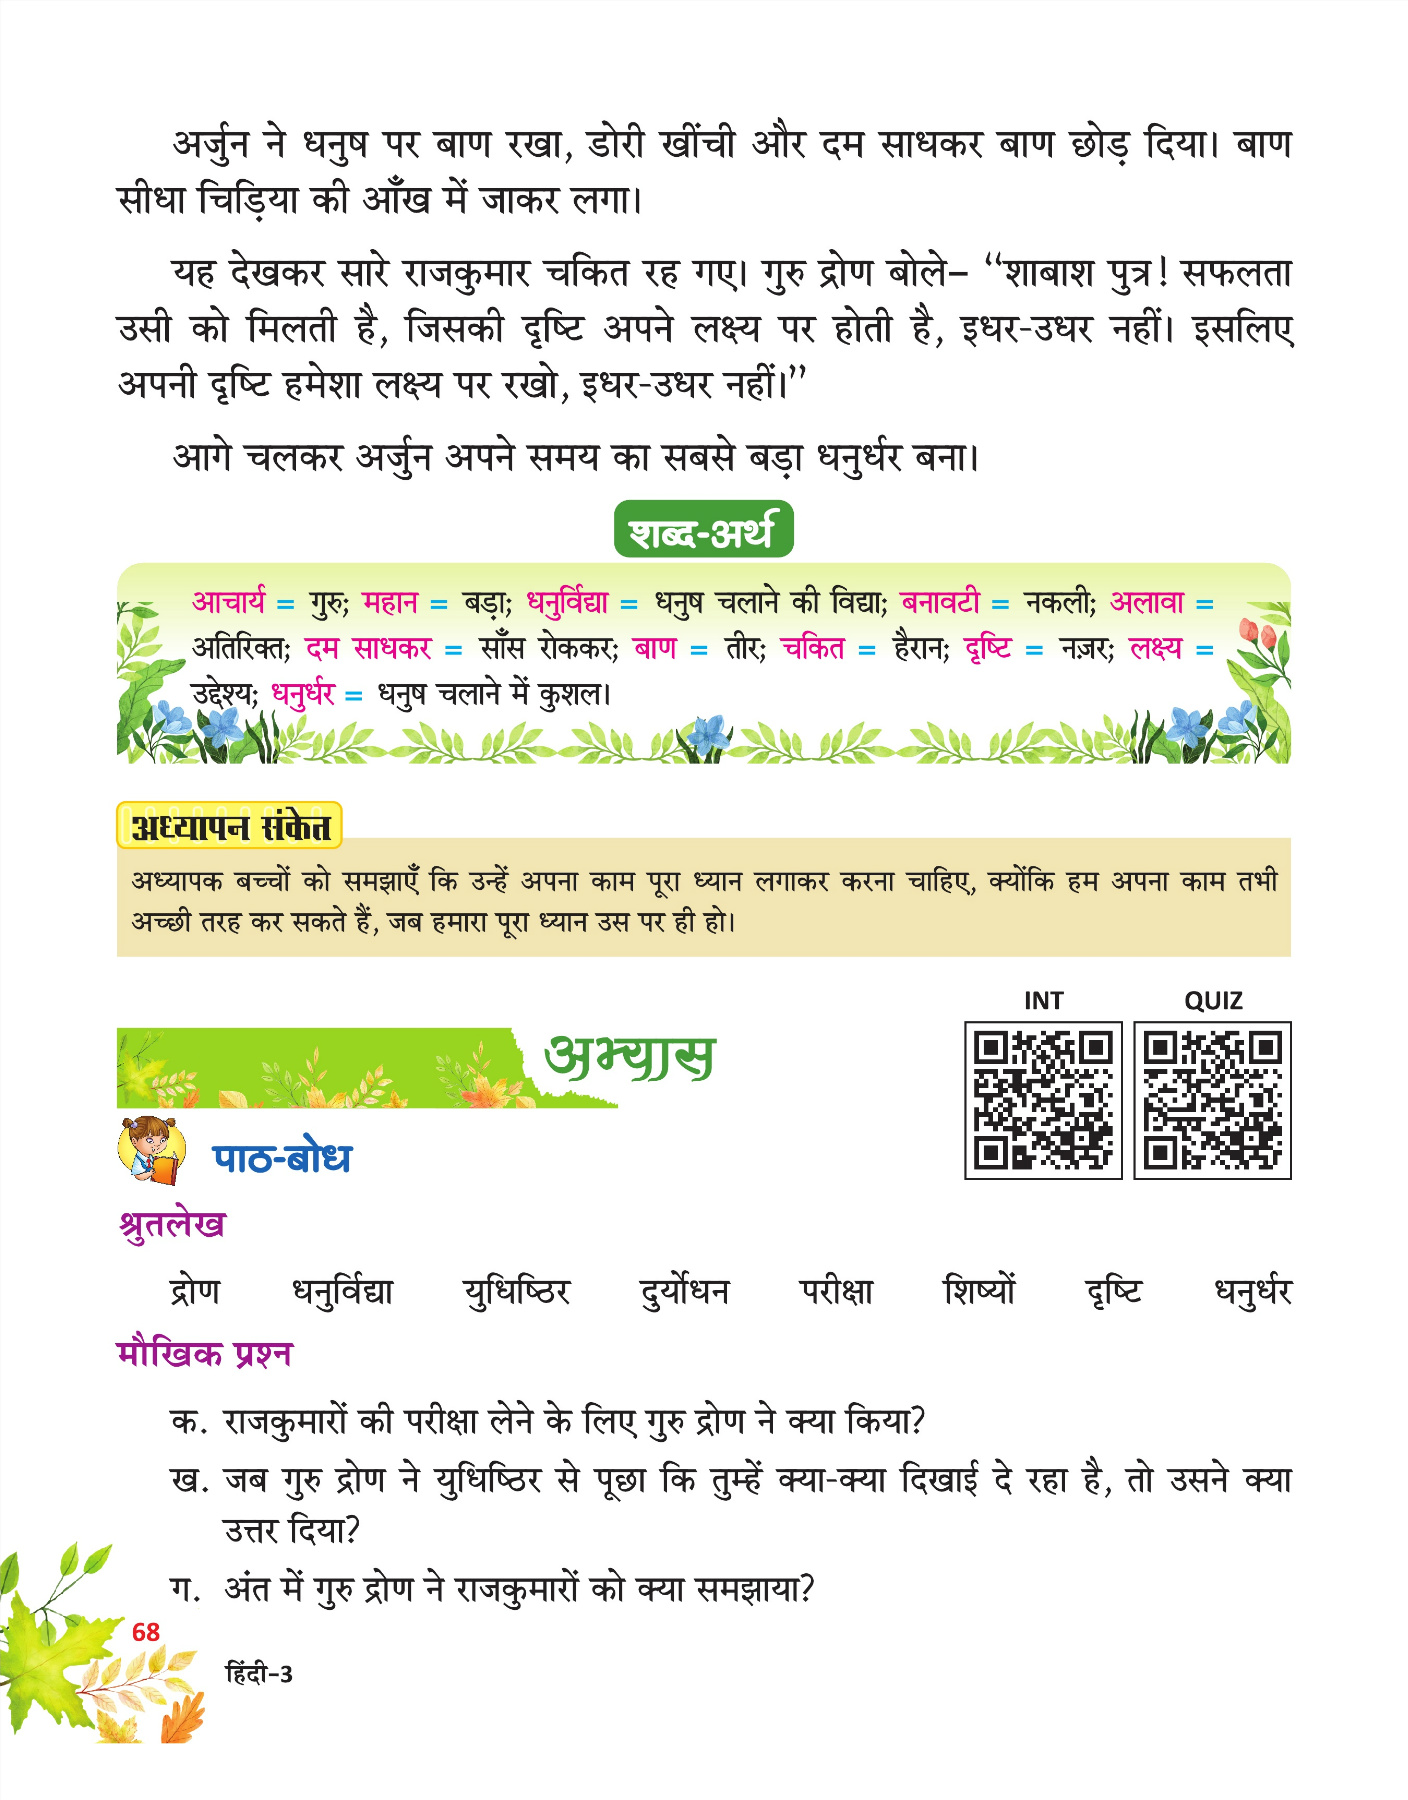 अर्जुन ने धनुष पर बाण रखा, डोरी खींची और दम साधकर बाण छोड़ दिया। बाण
सीधा चिड़िया की आँख में जाकर लगा।
यह देखकर सारे राजकुमार चकित रह गए। गुरु द्रोण बोले– “शाबाश पुत्र! सफलता
उसी को मिलती है, जिसकी दृष्टि अपने लक्ष्य पर होती है, इधर-उधर नहीं। इसलिए
अपनी दृष्टि हमेशा लक्ष्य पर रखो, इधर-उधर नहीं।”
आगे चलकर अर्जुन अपने समय का सबसे बड़ा धनुर्धर बना।
शब्द-अर्थ
आचार्य = गुरु; महान = बड़ा; धनुर्विद्या = धनुष चलाने की विद्या; बनावटी = नकली; अलावा =
अतिरिक्त; दम साधकर = साँस रोककर; बाण = तीर; चकित = हैरान; दृष्टि = नज़र; लक्ष्य =
उद्देश्य; धनुर्धर = धनुष चलाने में कुशल।
अध्यापन संकेत
अध्यापक बच्चों को समझाएँ कि उन्हें अपना काम पूरा ध्यान लगाकर करना चाहिए, क्योंकि हम अपना काम तभी
अच्छी तरह कर सकते हैं, जब हमारा पूरा ध्यान उस पर ही हो।
INT QUIZ
अभ्यास
पाठ-बोध
श्रुतलेख
द्रोण धनुर्विद्या युधिष्ठिर दुर्योधन परीक्षा शिष्यों दृष्टि धनुर्धर
मौखिक प्रश्न
क. राजकुमारों की परीक्षा लेने के लिए गुरु द्रोण ने क्या किया?
ख. जब गुरु द्रोण ने युधिष्ठिर से पूछा कि तुम्हें क्या-क्या दिखाई दे रहा है, तो उसने क्या
उत्तर दिया?
ग. अंत में गुरु द्रोण ने राजकुमारों को क्या समझाया?
68
हिंदी–3